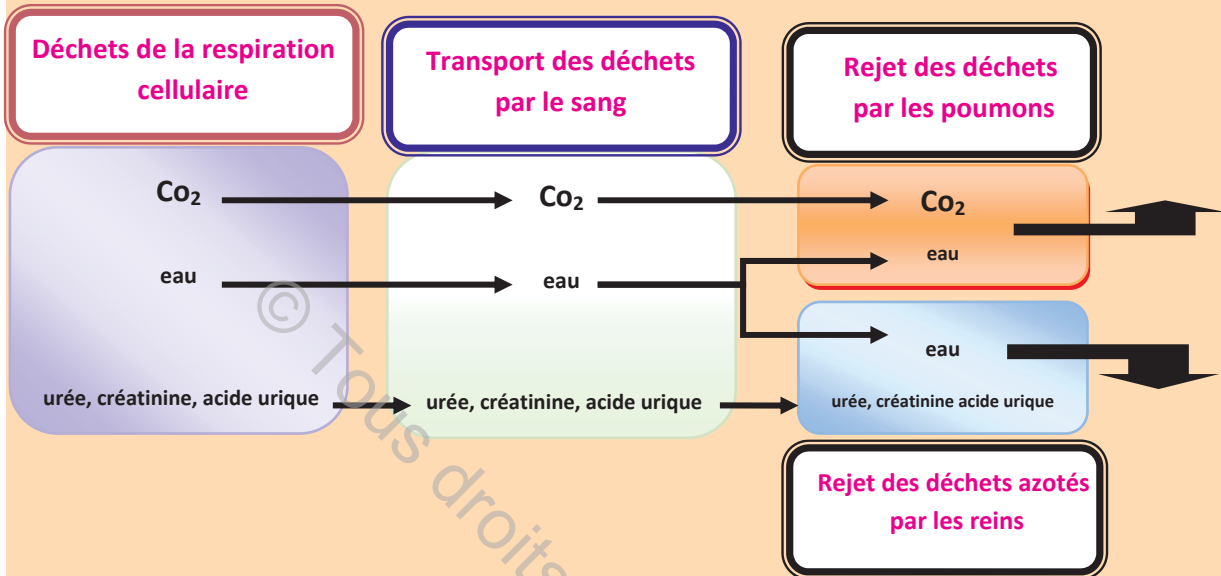 Déchets de la respiration
cellulaire
Transport des déchets
par le sang
Rejet des déchets
par les poumons
Co₂
Co₂
Co₂
eau
eau
eau
eau
urée, créatinine, acide urique
urée, créatinine, acide urique
urée, créatinine acide urique
Rejet des déchets azotés
par les reins
© Tous droits